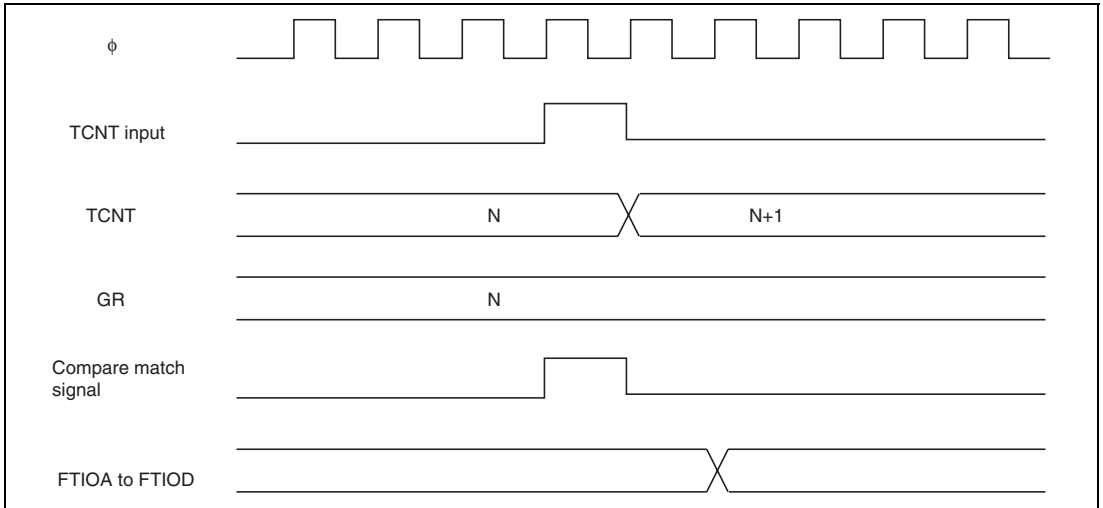 ϕ
TCNT input
TCNT
N
N+1
GR
N
Compare match
signal
FTIOA to FTIOD